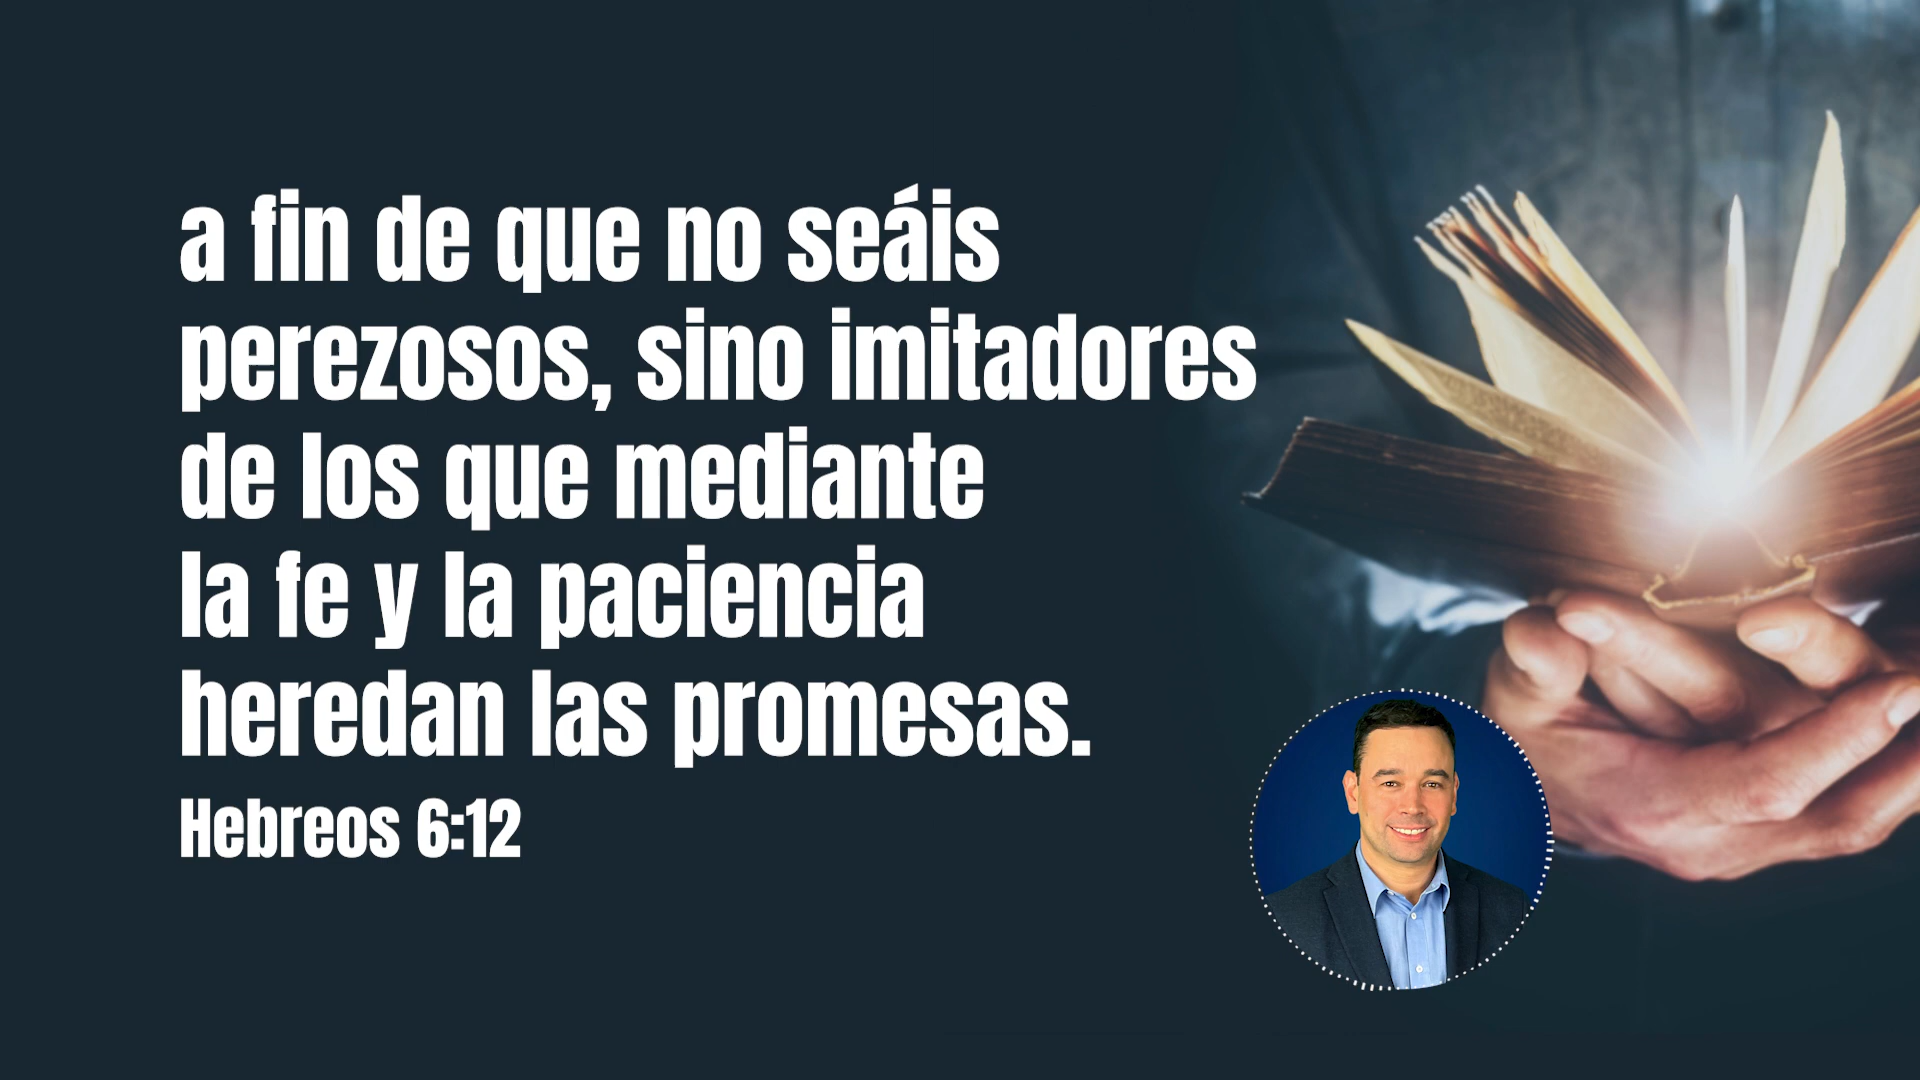 a fin de que no seáis
perezosos, sino imitadores
de los que mediante
la fe y la paciencia
heredan las promesas.
Hebreos 6:12